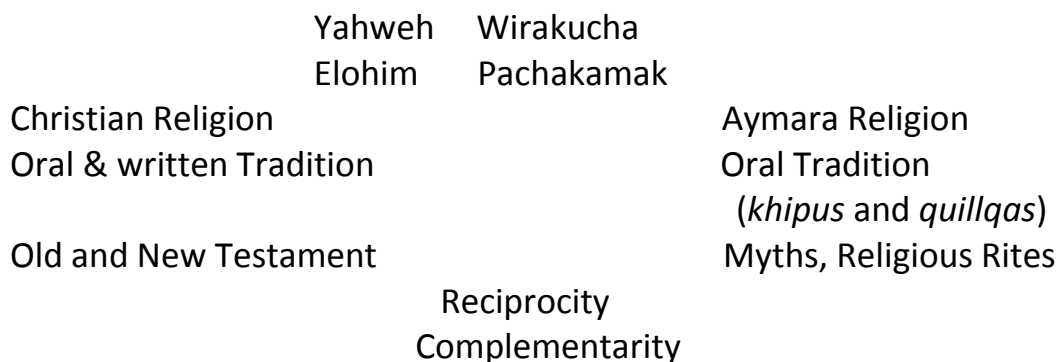 Yahweh Wirakucha
Elohim Pachakamak
Christian Religion Aymara Religion
Oral & written Tradition Oral Tradition
(khipus and quillqas)
Old and New Testament Myths, Religious Rites
Reciprocity
Complementarity